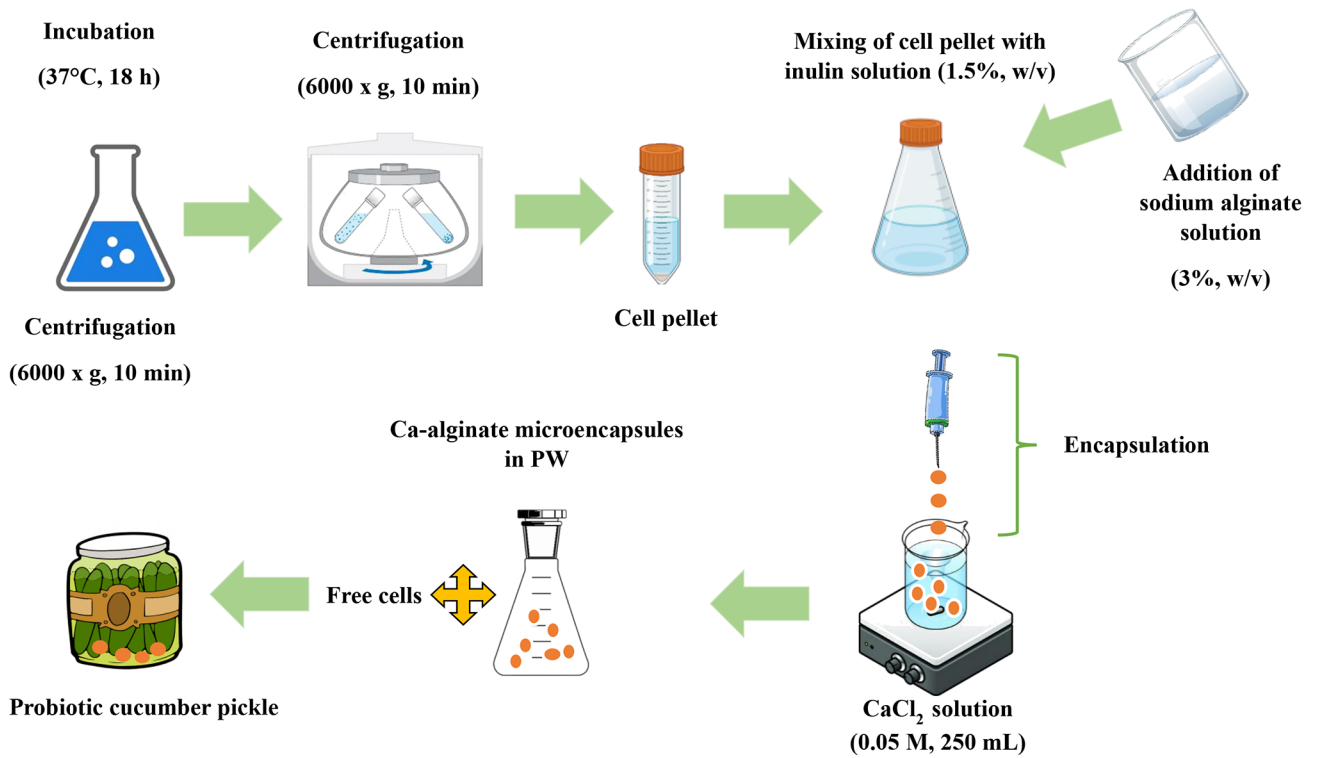 Incubation
(37°C, 18 h)
Centrifugation
(6000 x g, 10 min)
Centrifugation
(6000 x g, 10 min)
Cell pellet
Mixing of cell pellet with
inulin solution (1.5%, w/v)
Addition of
sodium alginate
solution
(3%, w/v)
Encapsulation
CaCl₂ solution
(0.05 M, 250 mL)
Ca-alginate microencapsules
in PW
Free cells
Probiotic cucumber pickle